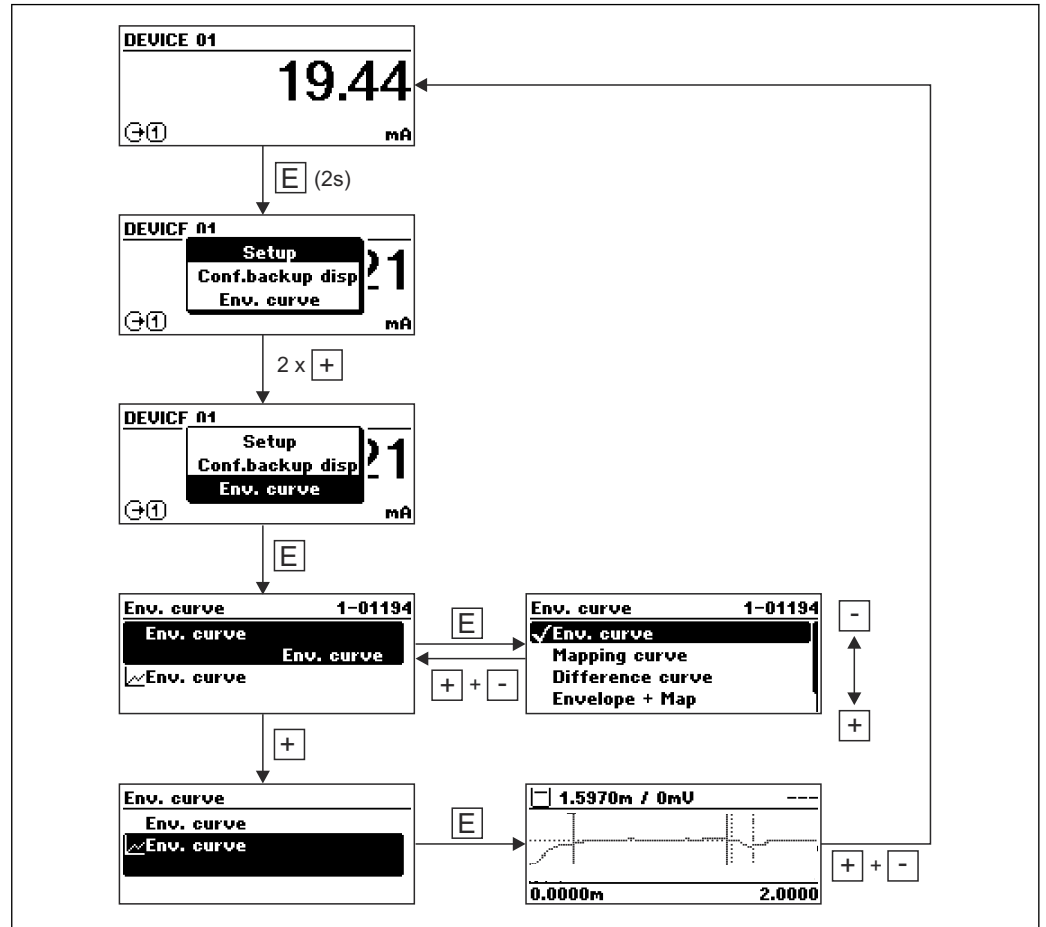 DEVICE 01
19.44
mA
E (2s)
DEVICE 01
Setup
Conf.backup disp
Env. curve
21
mA
2 x +
DEVICE 01
Setup
Conf.backup disp
Env. curve
21
mA
E
Env. curve 1-01194
Env. curve
Env. curve
Env. curve
E
+ + -
Env. curve 1-01194
✓Env. curve
Mapping curve
Difference curve
Envelope + Map
-
+
+
Env. curve
Env. curve
Env. curve
E
1.5970m / 0mV ---
0.0000m 2.0000
+ + -